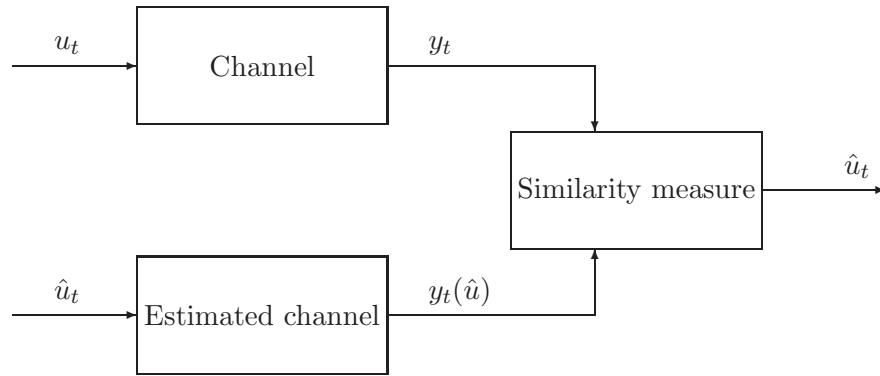 u_t
Channel
y_t
Similarity measure
û_t
û_t
Estimated channel
y_t(û)